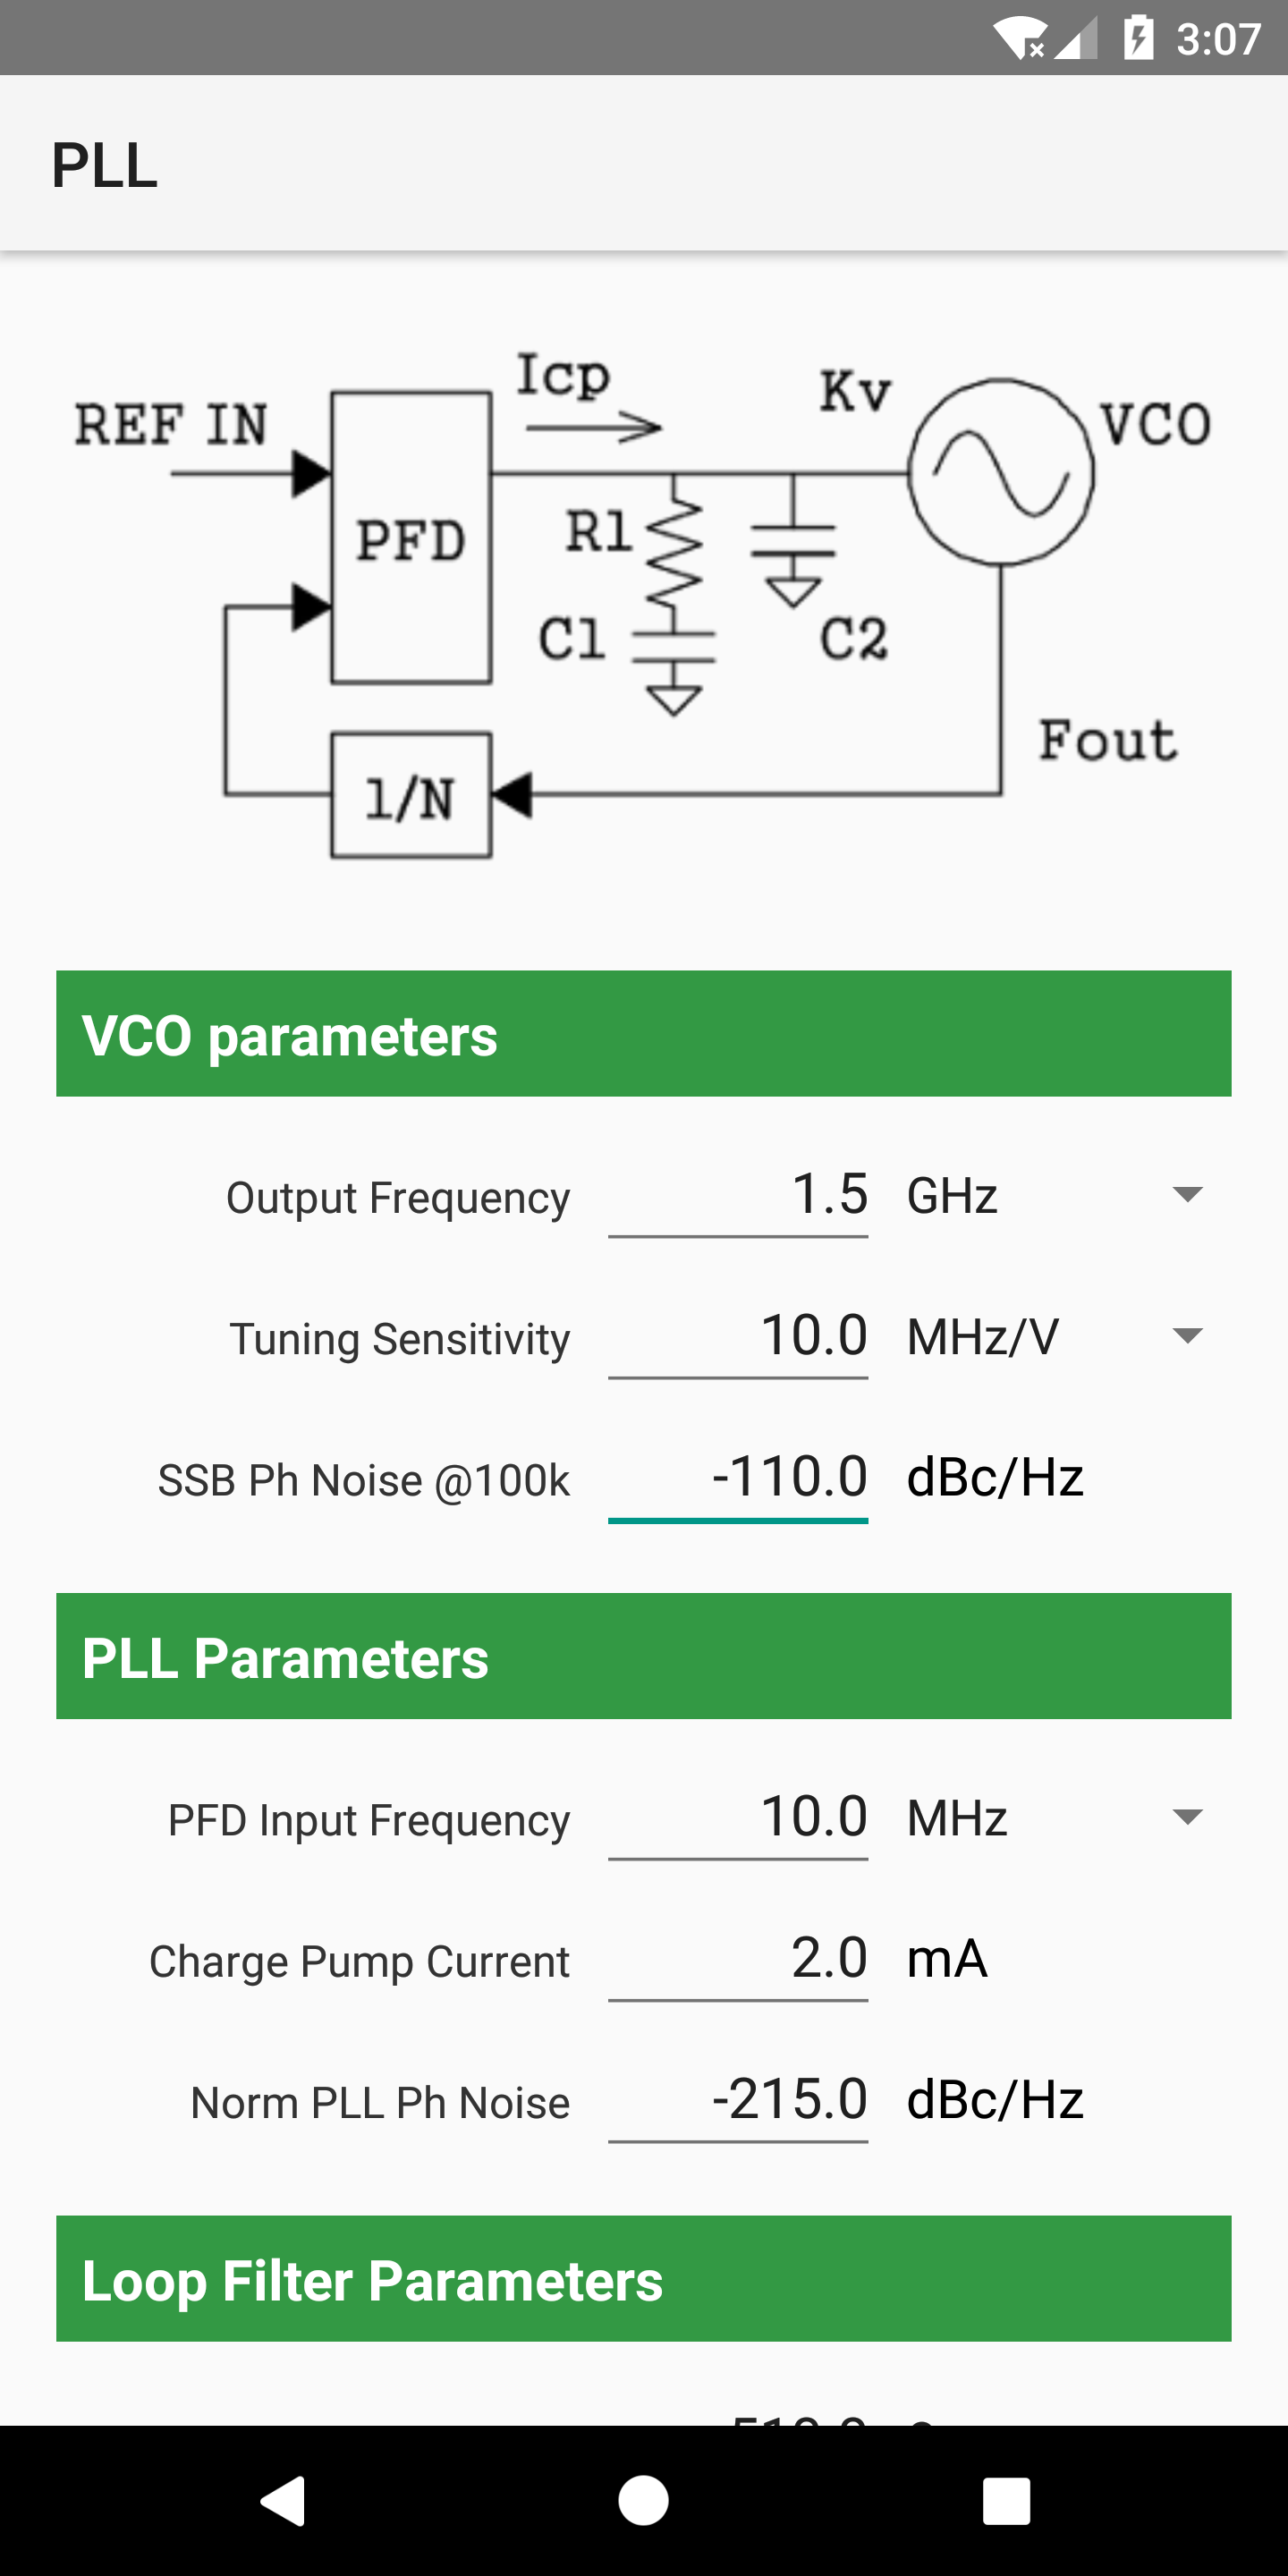 3:07
PLL
REF IN
Icp
Kv
VCO
PFD
R1
C1
C2
Fout
1/N
VCO parameters
Output Frequency 1.5 GHz
Tuning Sensitivity 10.0 MHz/V
SSB Ph Noise @100k -110.0 dBc/Hz
PLL Parameters
PFD Input Frequency 10.0 MHz
Charge Pump Current 2.0 mA
Norm PLL Ph Noise -215.0 dBc/Hz
Loop Filter Parameters